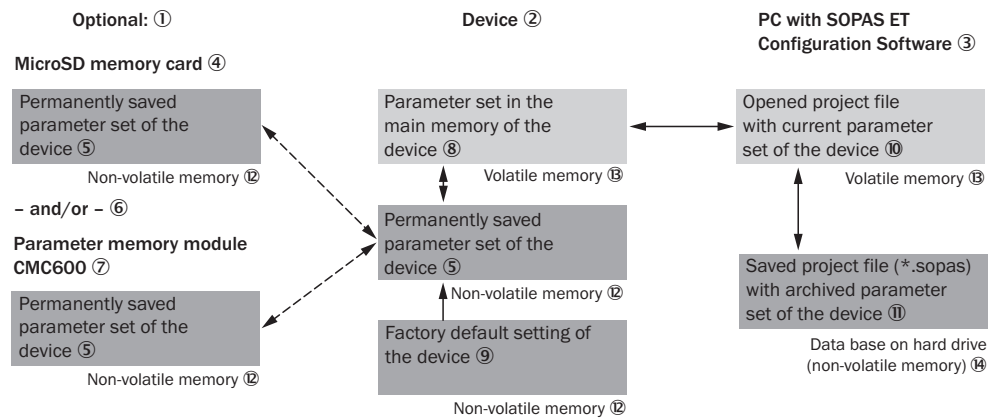 Optional: ①
MicroSD memory card ④
Permanently saved
parameter set of the
device ⑤
Non-volatile memory ⑫
– and/or – ⑥
Parameter memory module
CMC600 ⑦
Permanently saved
parameter set of the
device ⑤
Non-volatile memory ⑫
Device ②
Parameter set in the
main memory of the
device ⑧
Volatile memory ⑬
Permanently saved
parameter set of the
device ⑤
Non-volatile memory ⑫
Factory default setting of
the device ⑨
Non-volatile memory ⑫
PC with SOPAS ET
Configuration Software ③
Opened project file
with current parameter
set of the device ⑩
Volatile memory ⑬
Saved project file (*.sopas)
with archived parameter
set of the device ⑪
Data base on hard drive
(non-volatile memory) ⑭